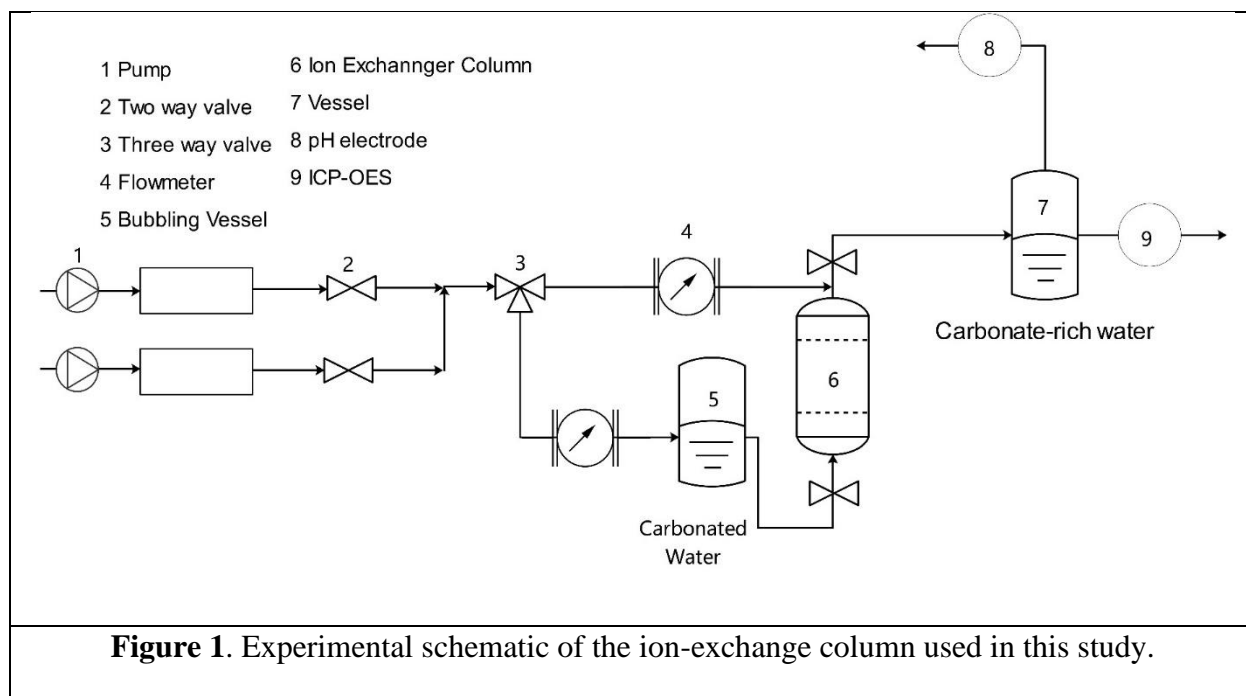 1 Pump
2 Two way valve
3 Three way valve
4 Flowmeter
5 Bubbling Vessel
6 Ion Exchannger Column
7 Vessel
8 pH electrode
9 ICP-OES
8
7
9
Carbonate-rich water
1
2
3
4
6
5
Carbonated
Water
Figure 1. Experimental schematic of the ion-exchange column used in this study.